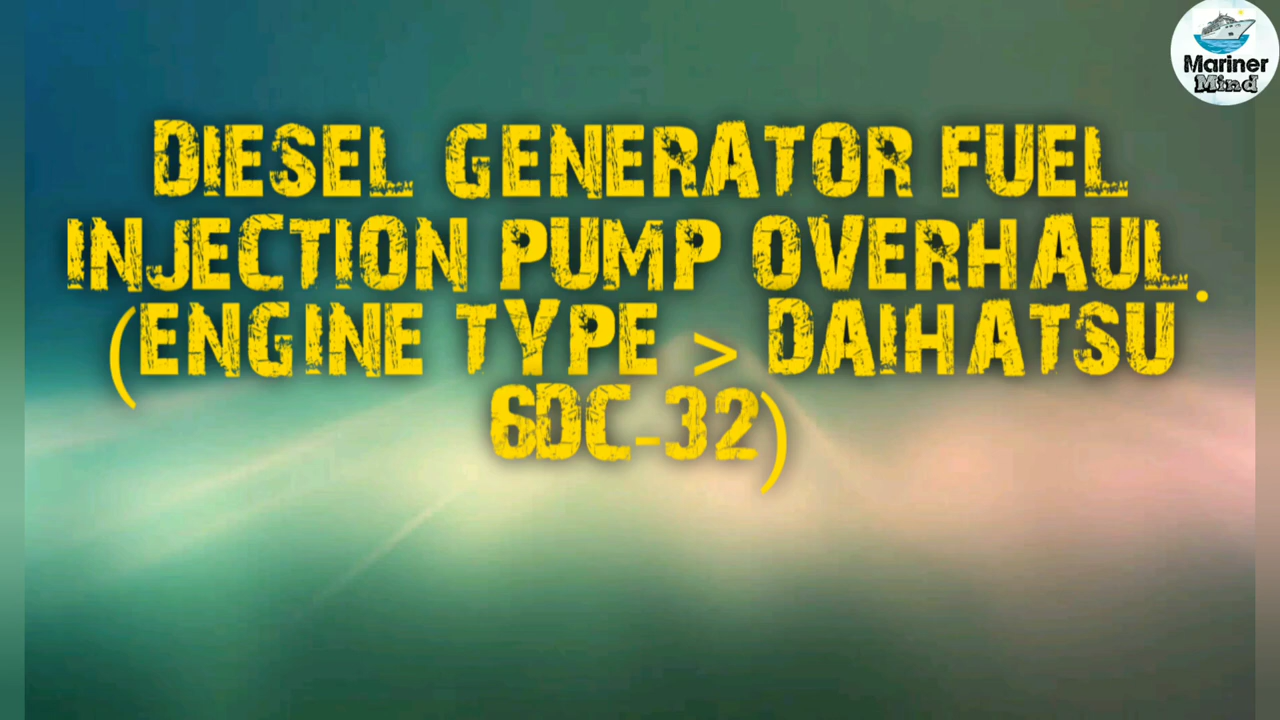 DIESEL GENERATOR FUEL
INJECTION PUMP OVERHAUL.
(ENGINE TYPE > DAIHATSU
6DC-32)
Mariner
Mind